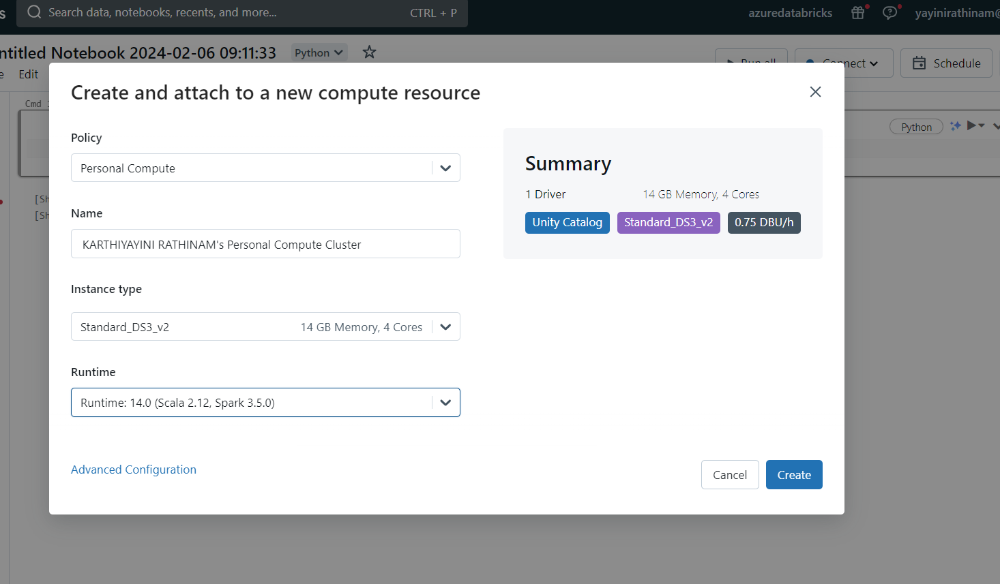 s Search data, notebooks, recents, and more... CTRL + P azuredatabricks yayinirathinam@
ntitled Notebook 2024-02-06 09:11:33 Python
e Edit Run all Connect Schedule
Cmd 1
Create and attach to a new compute resource
Policy
Personal Compute
Name
KARTHIYAYINI RATHINAM's Personal Compute Cluster
Instance type
Standard_DS3_v2 14 GB Memory, 4 Cores
Runtime
Runtime: 14.0 (Scala 2.12, Spark 3.5.0)
Advanced Configuration
Summary
1 Driver 14 GB Memory, 4 Cores
Unity Catalog Standard_DS3_v2 0.75 DBU/h
Cancel Create
Python
[Sh
[Sh